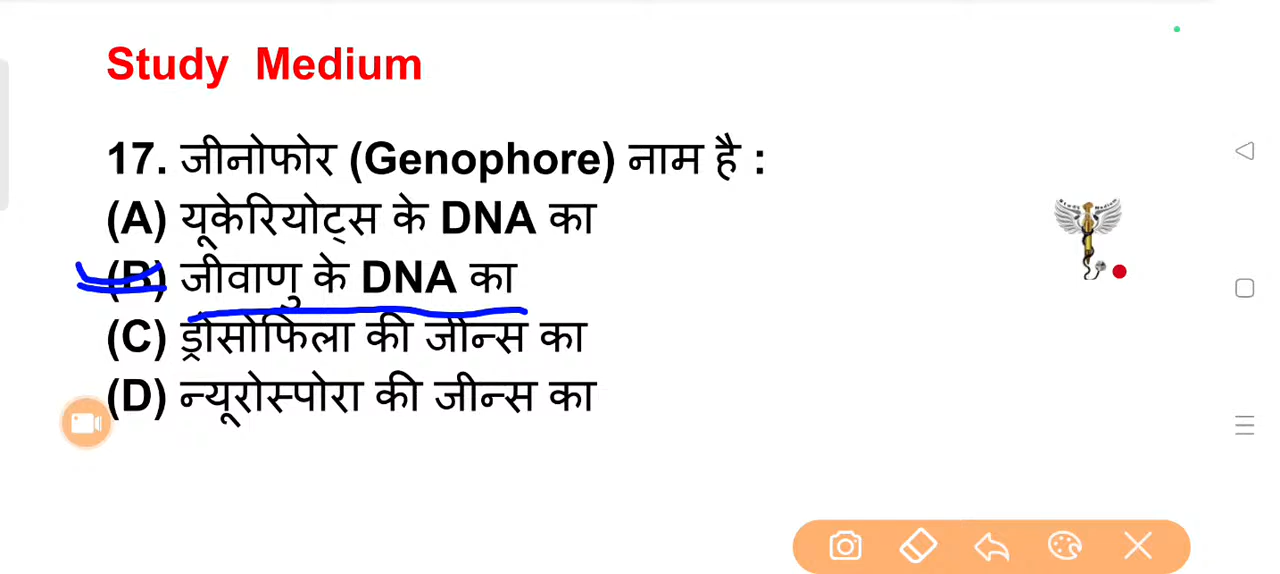 Study Medium
17. जीनोफोर (Genophore) नाम है :
(A) यूकेरियोट्स के DNA का
(B) जीवाणु के DNA का
(C) ड्रोसोफिला की जीन्स का
(D) न्यूरोस्पोरा की जीन्स का